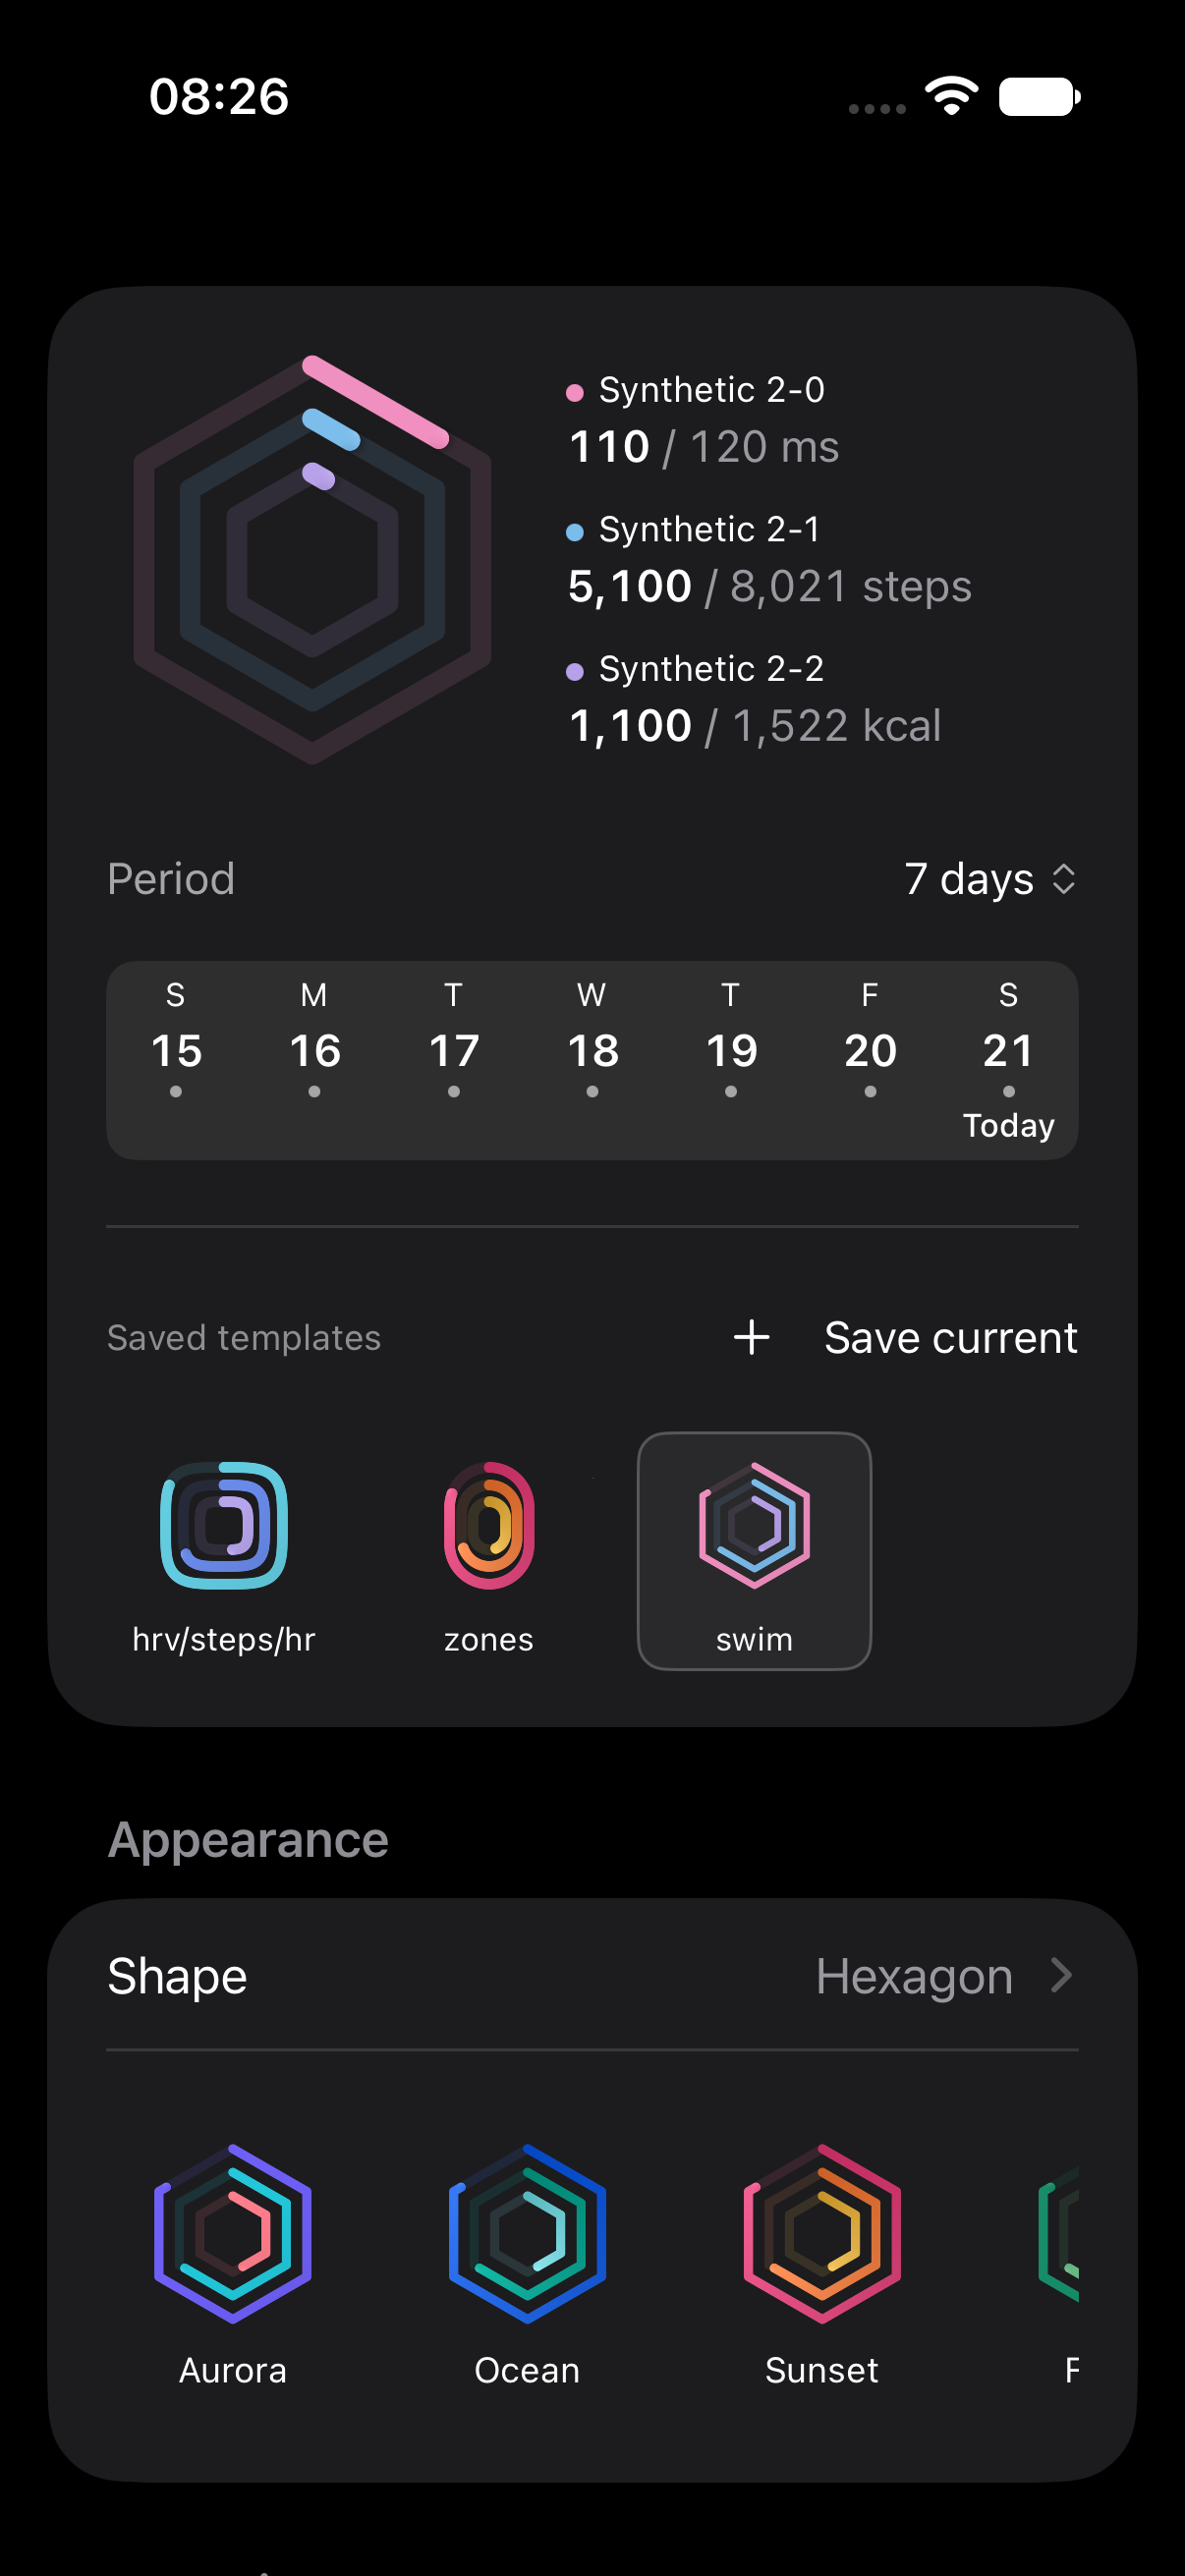 08:26
Synthetic 2-0
110 / 120 ms
Synthetic 2-1
5,100 / 8,021 steps
Synthetic 2-2
1,100 / 1,522 kcal
Period 7 days
S M T W T F S
15 16 17 18 19 20 21
Today
Saved templates + Save current
hrv/steps/hr zones swim
Appearance
Shape Hexagon
Aurora Ocean Sunset F